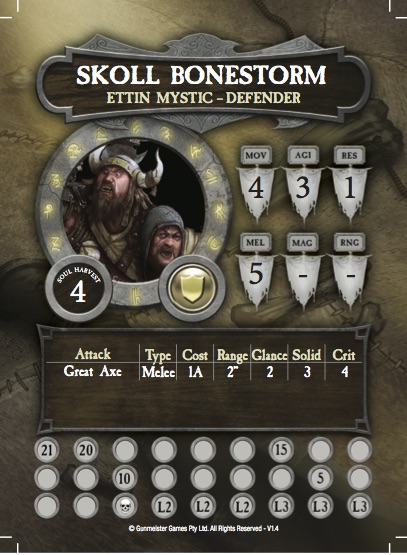 SKOLL BONESTORM
ETTIN MYSTIC – DEFENDER
MOV AGI RES
4 3 1
MEL MAG RNG
5 - -
SOUL HARVEST
4
Attack Type Cost Range Glance Solid Crit
Great Axe Melee 1A 2" 2 3 4
21 20 15
10 5
L2 L2 L2 L3 L3 L3
© Gunmeister Games Pty Ltd. All Rights Reserved - V1.4